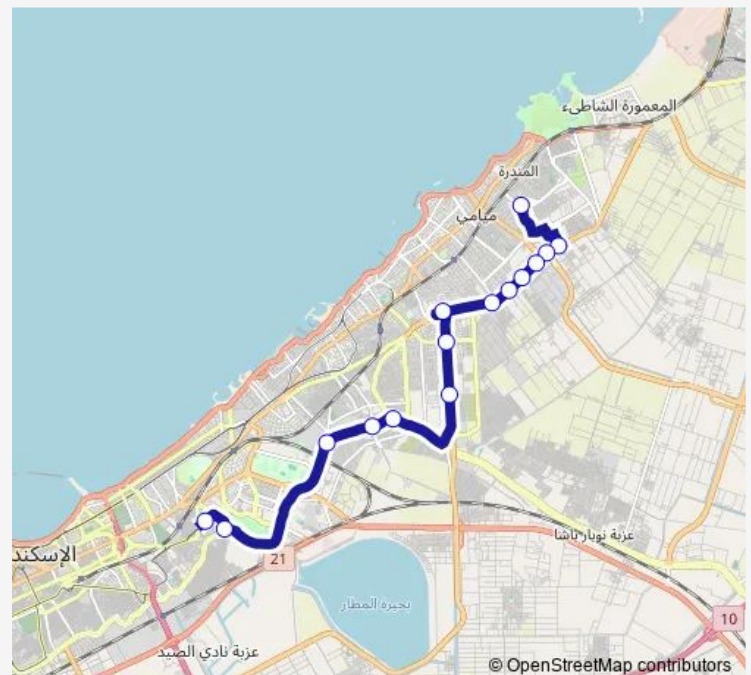 المعمورة الشاطىء
المندرة
ميامي
عزبة نوبار باشا
الإسكند
21
بحيرة المطار
10
عزبة نادي الصيد
© OpenStreetMap contributors